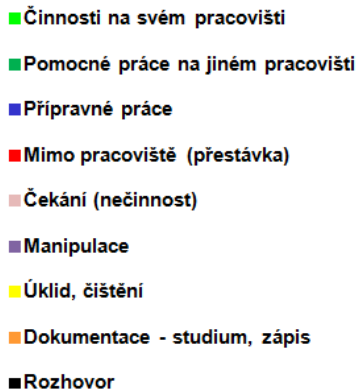 Činnosti na svém pracovišti
Pomocné práce na jiném pracovišti
Přípravné práce
Mimo pracoviště (přestávka)
Čekání (nečinnost)
Manipulace
Úklid, čištění
Dokumentace - studium, zápis
Rozhovor